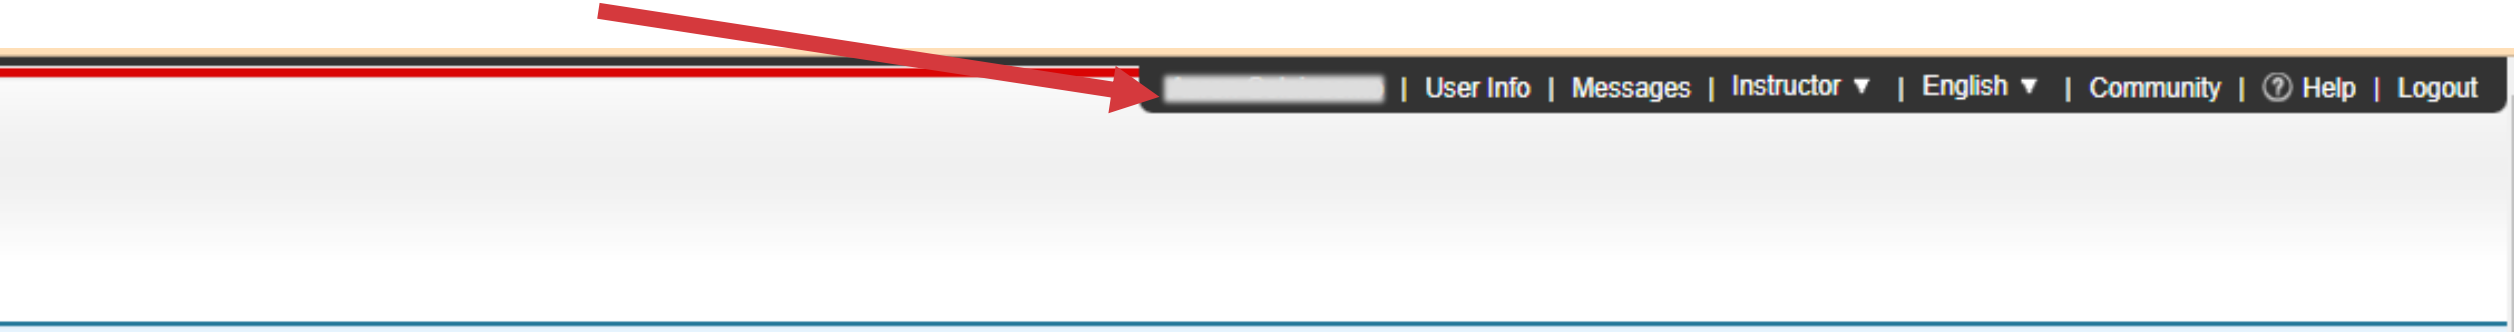 | User Info | Messages | Instructor ▼ | English ▼ | Community | ? Help | Logout